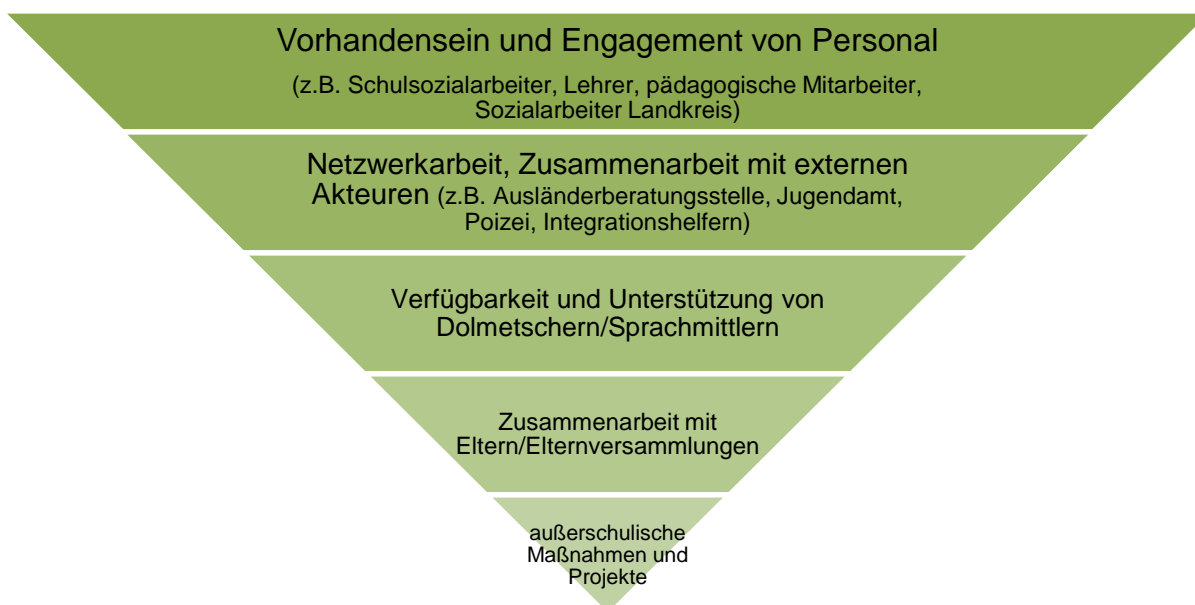 Vorhandensein und Engagement von Personal
(z.B. Schulsozialarbeiter, Lehrer, pädagogische Mitarbeiter,
Sozialarbeiter Landkreis)
Netzwerkarbeit, Zusammenarbeit mit externen
Akteuren (z.B. Ausländerberatungsstelle, Jugendamt,
Poizei, Integrationshelfern)
Verfügbarkeit und Unterstützung von
Dolmetschern/Sprachmittlern
Zusammenarbeit mit
Eltern/Elternversammlungen
außerschulische
Maßnahmen und
Projekte